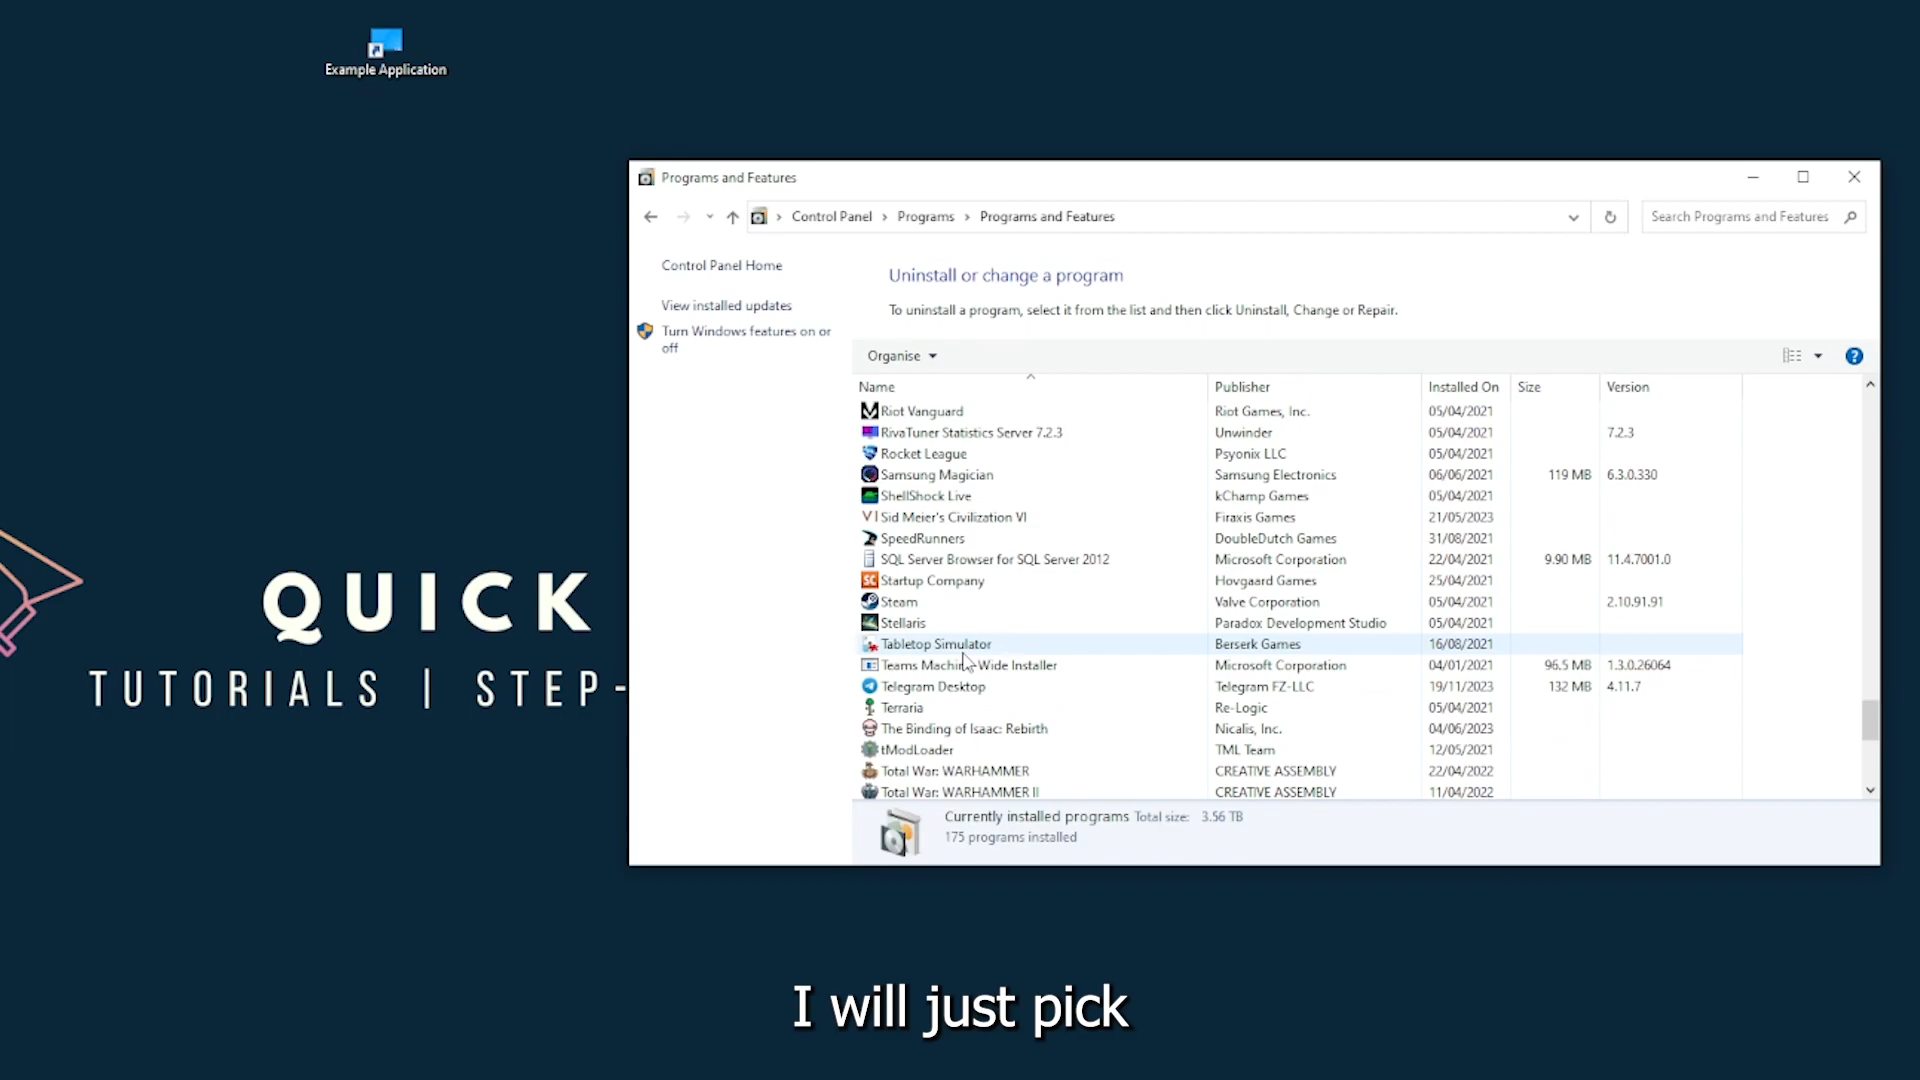 Example Application
QUICK
TUTORIALS | STEP-
Programs and Features
Control Panel > Programs > Programs and Features
Search Programs and Features
Control Panel Home
View installed updates
Turn Windows features on or
off
Uninstall or change a program
To uninstall a program, select it from the list and then click Uninstall, Change or Repair.
Organise
Name Publisher Installed On Size Version
Riot Vanguard Riot Games, Inc. 05/04/2021
RivaTuner Statistics Server 7.2.3 Unwinder 05/04/2021 7.2.3
Rocket League Psyonix LLC 05/04/2021
Samsung Magician Samsung Electronics 06/06/2021 119 MB 6.3.0.330
ShellShock Live kChamp Games 05/04/2021
VI Sid Meier's Civilization VI Firaxis Games 21/05/2023
SpeedRunners DoubleDutch Games 31/08/2021
SQL Server Browser for SQL Server 2012 Microsoft Corporation 22/04/2021 9.90 MB 11.4.7001.0
SC Startup Company Hovgaard Games 25/04/2021
Steam Valve Corporation 05/04/2021 2.10.91.91
Stellaris Paradox Development Studio 05/04/2021
Tabletop Simulator Berserk Games 16/08/2021
Teams Machine-Wide Installer Microsoft Corporation 04/01/2021 96.5 MB 1.3.0.26064
Telegram Desktop Telegram FZ-LLC 19/11/2023 132 MB 4.11.7
Terraria Re-Logic 05/04/2021
The Binding of Isaac: Rebirth Nicalis, Inc. 04/06/2023
tModLoader TML Team 12/05/2021
Total War: WARHAMMER CREATIVE ASSEMBLY 22/04/2022
Total War: WARHAMMER II CREATIVE ASSEMBLY 11/04/2022
Currently installed programs Total size: 3.56 TB
175 programs installed
I will just pick